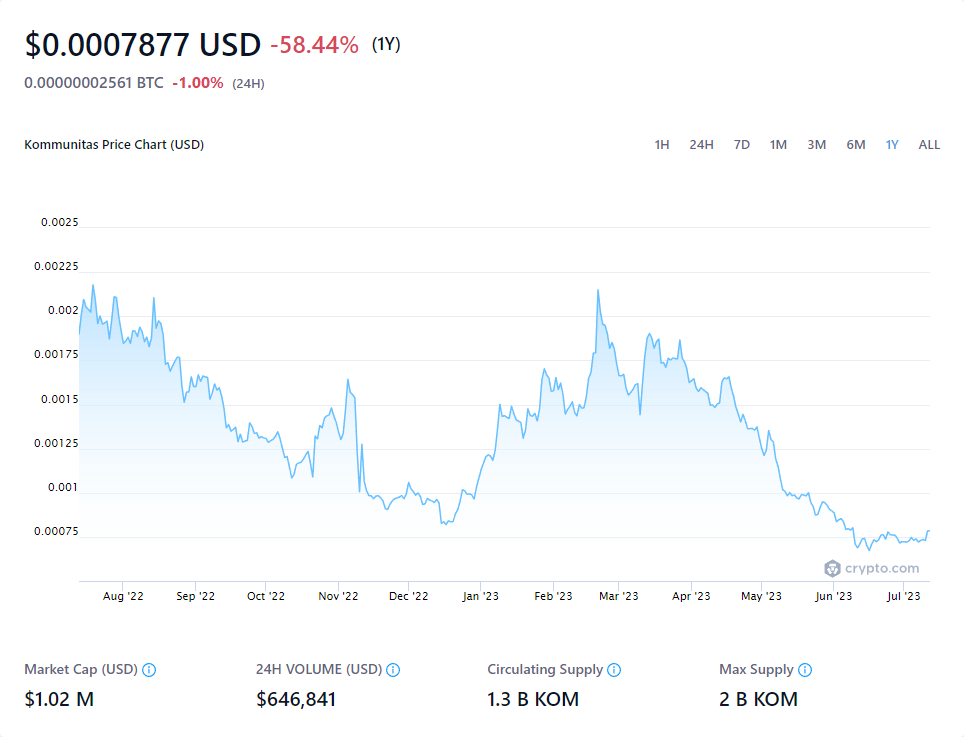 $0.0007877 USD -58.44% (1Y)
0.00000002561 BTC -1.00% (24H)
Kommunitas Price Chart (USD) 1H 24H 7D 1M 3M 6M 1Y ALL
0.0025
0.00225
0.002
0.00175
0.0015
0.00125
0.001
0.00075
crypto.com
Aug '22 Sep '22 Oct '22 Nov '22 Dec '22 Jan '23 Feb '23 Mar '23 Apr '23 May '23 Jun '23 Jul '23
Market Cap (USD) 24H VOLUME (USD) Circulating Supply Max Supply
$1.02 M $646,841 1.3 B KOM 2 B KOM